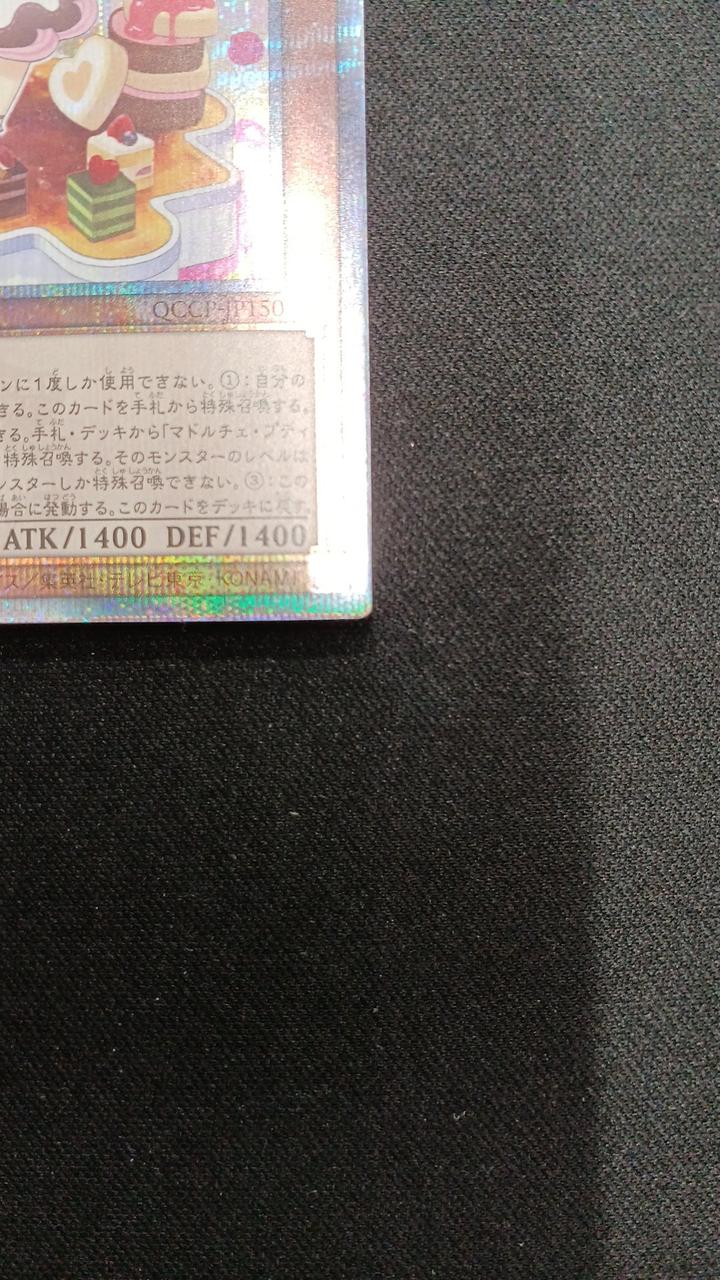 QCCP-JP150
ンに1度しか使用できない。①：自分の
きる。このカードを手札から特殊召喚する。
きる。手札・デッキから「マドルチェ・プティ
特殊召喚する。そのモンスターのレベルは
ンスターしか特殊召喚できない。③：この
場合に発動する。このカードをデッキに戻す。
ATK/1400 DEF/1400
ス／集英社・テレビ東京・KONAMI